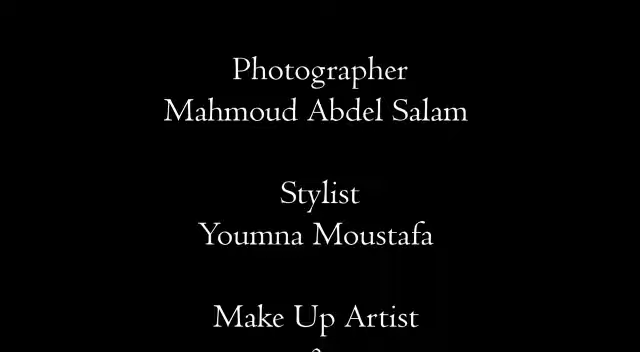 Photographer
Mahmoud Abdel Salam
Stylist
Youmna Moustafa
Make Up Artist